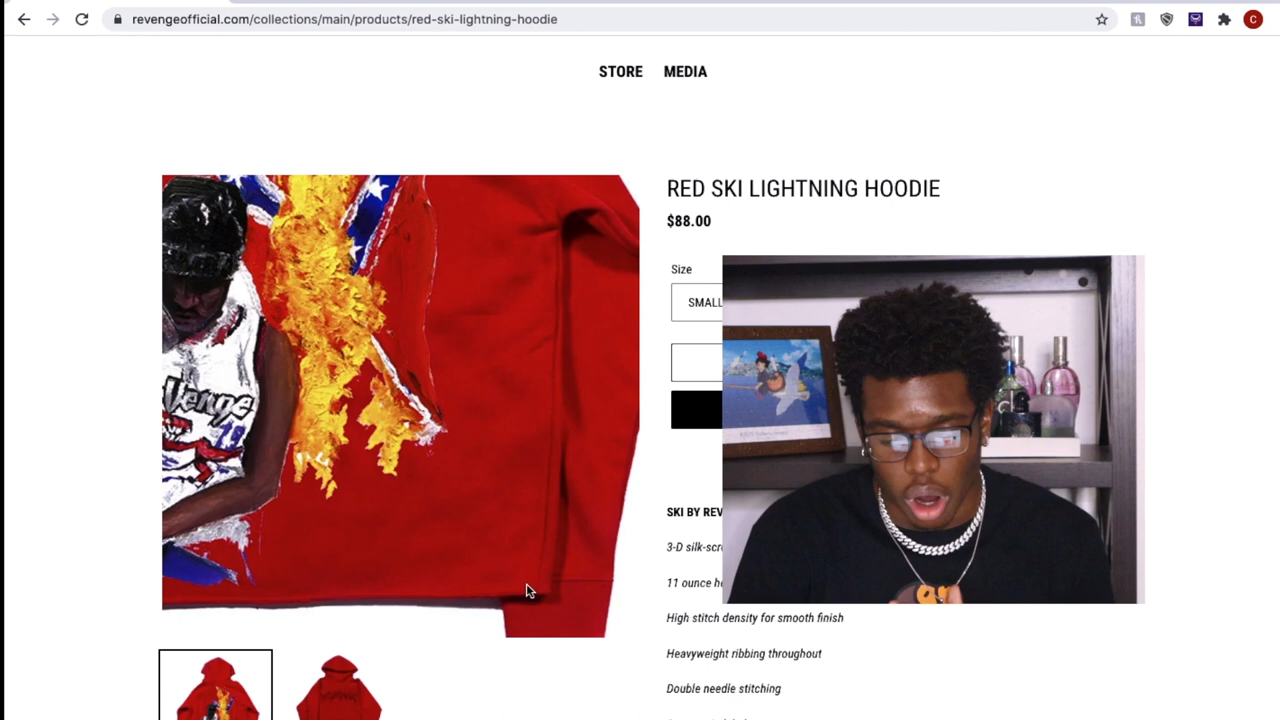 revengeofficial.com/collections/main/products/red-ski-lightning-hoodie
C
STORE MEDIA
RED SKI LIGHTNING HOODIE
$88.00
Size
SMALL
SKI BY REV
3-D silk-scr
11 ounce h
High stitch density for smooth finish
Heavyweight ribbing throughout
Double needle stitching